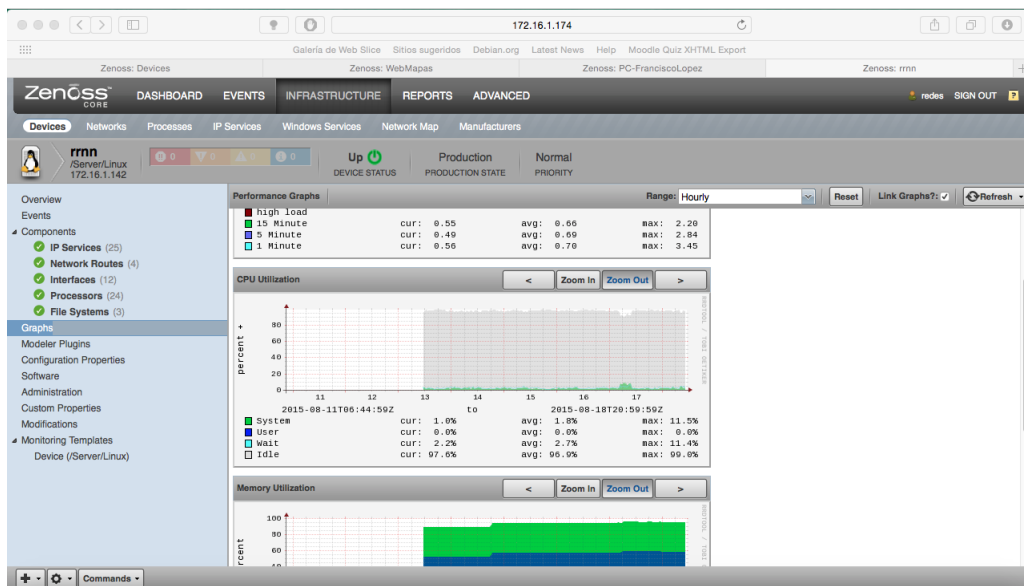 172.16.1.174
Galería de Web Slice Sitios sugeridos Debian.org Latest News Help Moodle Quiz XHTML Export
Zenoss: Devices Zenoss: WebMapas Zenoss: PC-FranciscoLopez Zenoss: rrnn
Zenoss CORE DASHBOARD EVENTS INFRASTRUCTURE REPORTS ADVANCED redes SIGN OUT ?
Devices Networks Processes IP Services Windows Services Network Map Manufacturers
rrnn
/Server/Linux
172.16.1.142
0 0 0 0
Up
DEVICE STATUS
Production
PRODUCTION STATE
Normal
PRIORITY
Overview
Events
Components
IP Services (25)
Network Routes (4)
Interfaces (12)
Processors (24)
File Systems (3)
Graphs
Modeler Plugins
Configuration Properties
Software
Administration
Custom Properties
Modifications
Monitoring Templates
Device (/Server/Linux)
Performance Graphs Range: Hourly Reset Link Graphs?: Refresh
high load
15 Minute cur: 0.55 avg: 0.66 max: 2.20
5 Minute cur: 0.49 avg: 0.69 max: 2.84
1 Minute cur: 0.56 avg: 0.70 max: 3.45
CPU Utilization < Zoom In Zoom Out >
percent +
80
60
40
20
0
11 12 13 14 15 16 17
2015-08-11T06:44:59Z to 2015-08-18T20:59:59Z
System cur: 1.0% avg: 1.8% max: 11.5%
User cur: 0.0% avg: 0.0% max: 0.0%
Wait cur: 2.2% avg: 2.7% max: 11.4%
Idle cur: 97.6% avg: 96.9% max: 99.0%
RRDTOOL / TOBI OETIKER
Memory Utilization < Zoom In Zoom Out >
100
80
60
Commands